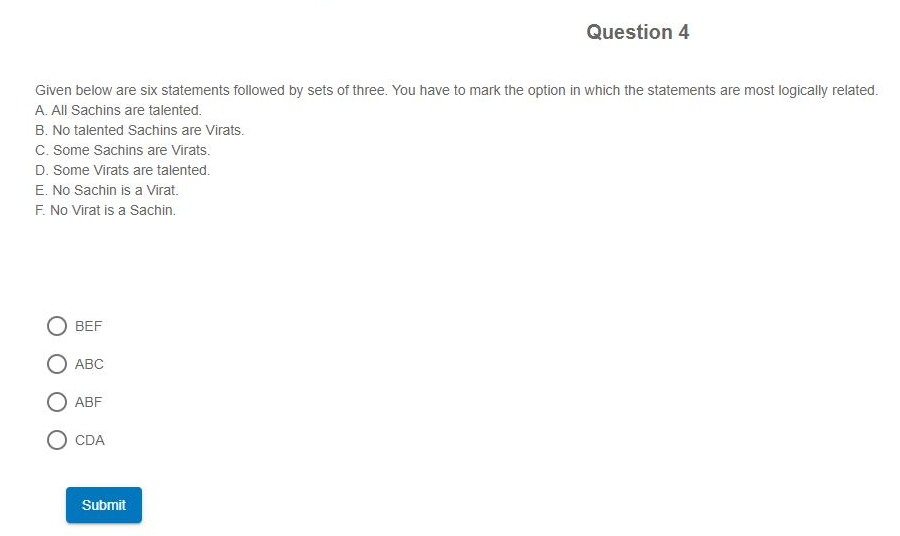 Question 4
Given below are six statements followed by sets of three. You have to mark the option in which the statements are most logically related.
A. All Sachins are talented.
B. No talented Sachins are Virats.
C. Some Sachins are Virats.
D. Some Virats are talented.
E. No Sachin is a Virat.
F. No Virat is a Sachin.
BEF
ABC
ABF
CDA
Submit